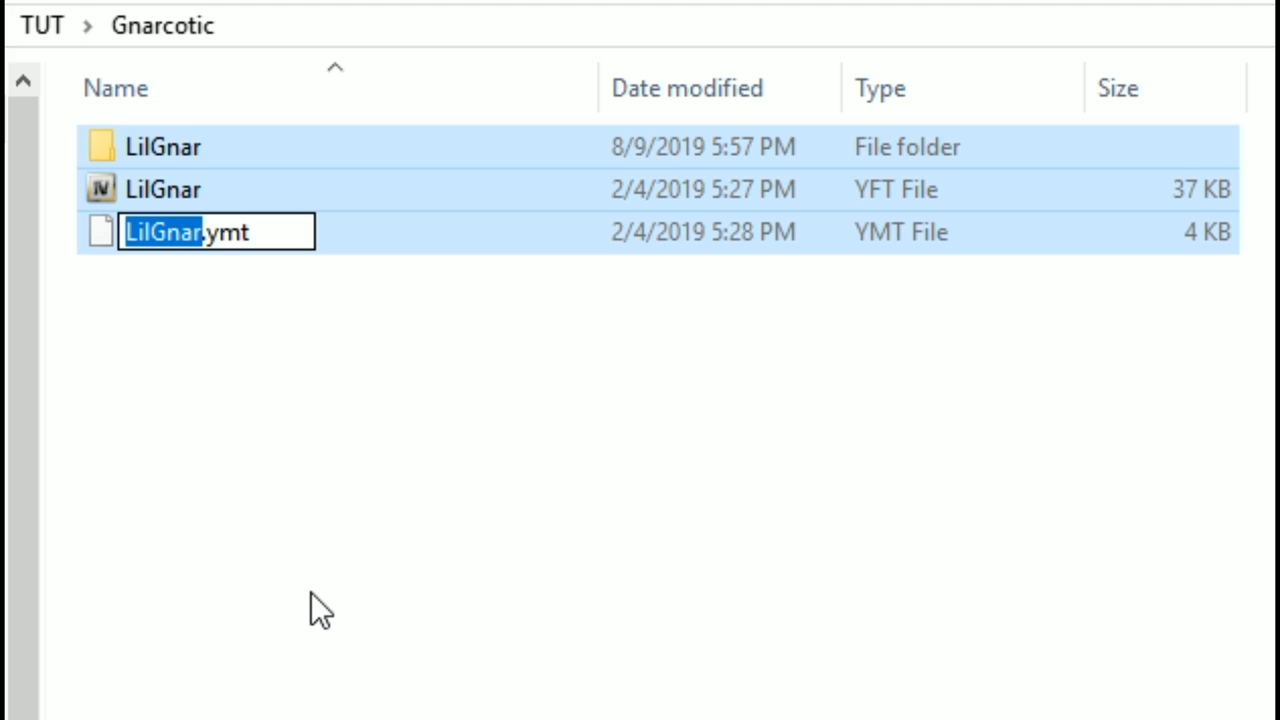 TUT > Gnarcotic
Name Date modified Type Size
LilGnar 8/9/2019 5:57 PM File folder
IV LilGnar 2/4/2019 5:27 PM YFT File 37 KB
LilGnar.ymt 2/4/2019 5:28 PM YMT File 4 KB